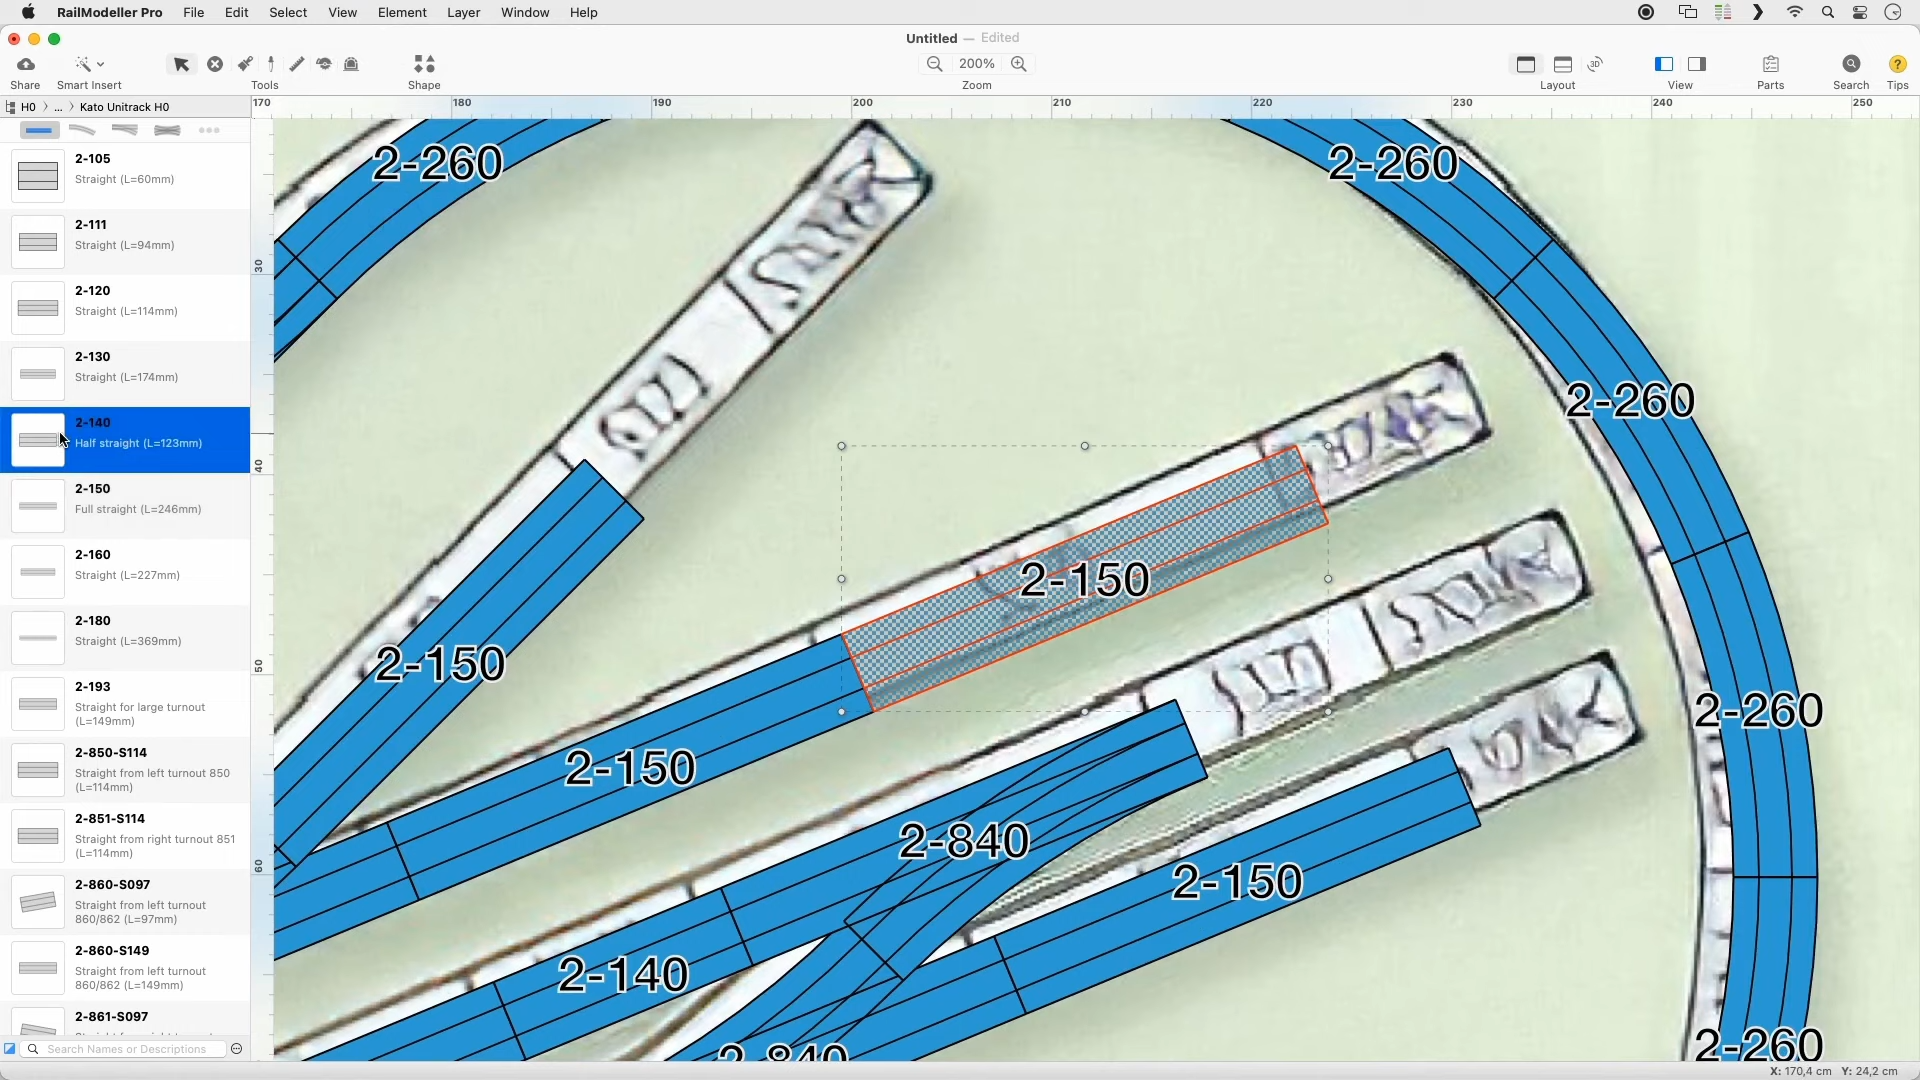 RailModeller Pro File Edit Select View Tools Element Layer Window Help
Untitled — Edited
200%
Share Smart Insert Tools Shape Zoom Layout View Parts Search Tips
H0 › ... › Kato Unitrack H0
170 180 190 200 210 220 230 240 250
30
40
50
60
2-105
Straight (L=60mm)
2-111
Straight (L=94mm)
2-120
Straight (L=114mm)
2-130
Straight (L=174mm)
2-140
Half straight (L=123mm)
2-150
Full straight (L=246mm)
2-160
Straight (L=227mm)
2-180
Straight (L=369mm)
2-193
Straight for large turnout
(L=149mm)
2-850-S114
Straight from left turnout 850
(L=114mm)
2-851-S114
Straight from right turnout 851
(L=114mm)
2-860-S097
Straight from left turnout
860/862 (L=97mm)
2-860-S149
Straight from left turnout
860/862 (L=149mm)
2-861-S097
Search Names or Descriptions
2-260
2-260
2-260
2-150
2-150
2-150
2-260
2-840
2-150
2-140
2-840
2-260
3D
X: 170,4 cm Y: 24,2 cm